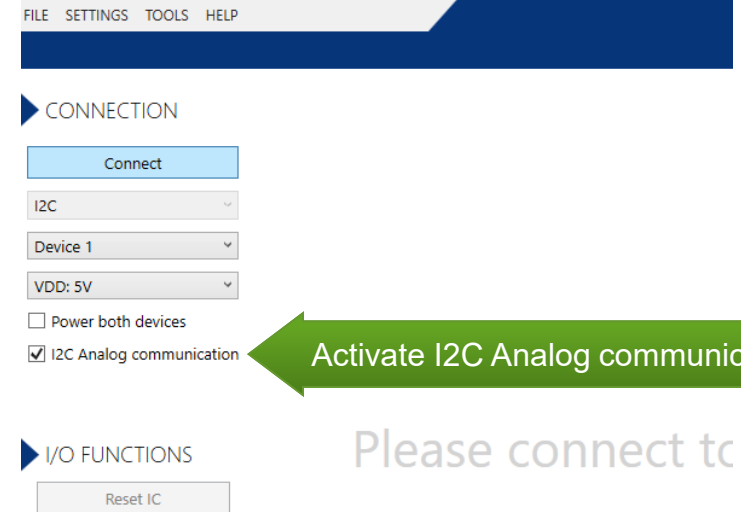 FILE SETTINGS TOOLS HELP
CONNECTION
Connect
I2C
Device 1
VDD: 5V
Power both devices
I2C Analog communication
Activate I2C Analog
Please connect
I/O FUNCTIONS
Reset IC